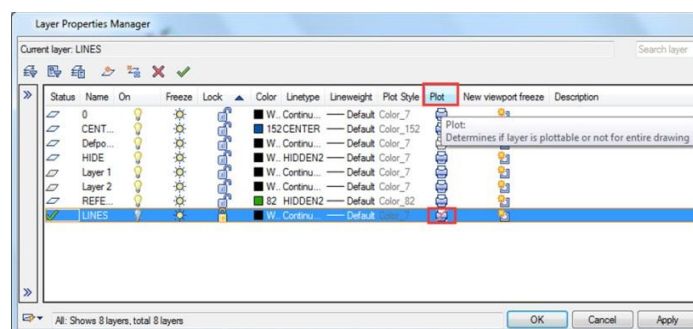 Layer Properties Manager
Current layer: LINES
Search layer
Status Name On Freeze Lock Color Linetype Lineweight Plot Style Plot New viewport freeze Description
0 W.. Continu... Default Color_7
CENT... 152 CENTER Default Color_152
Defpo... W.. Continu... Default Color_7
HIDE W.. HIDDEN2 Default Color_7
Layer 1 W.. Continu... Default Color_7
Layer 2 W.. Continu... Default Color_7
REFE... 82 HIDDEN2 Default Color_82
LINES W.. Continu... Default Color_7
Plot:
Determines if layer is plottable or not for entire drawing
All: Shows 8 layers, total 8 layers
OK Cancel Apply